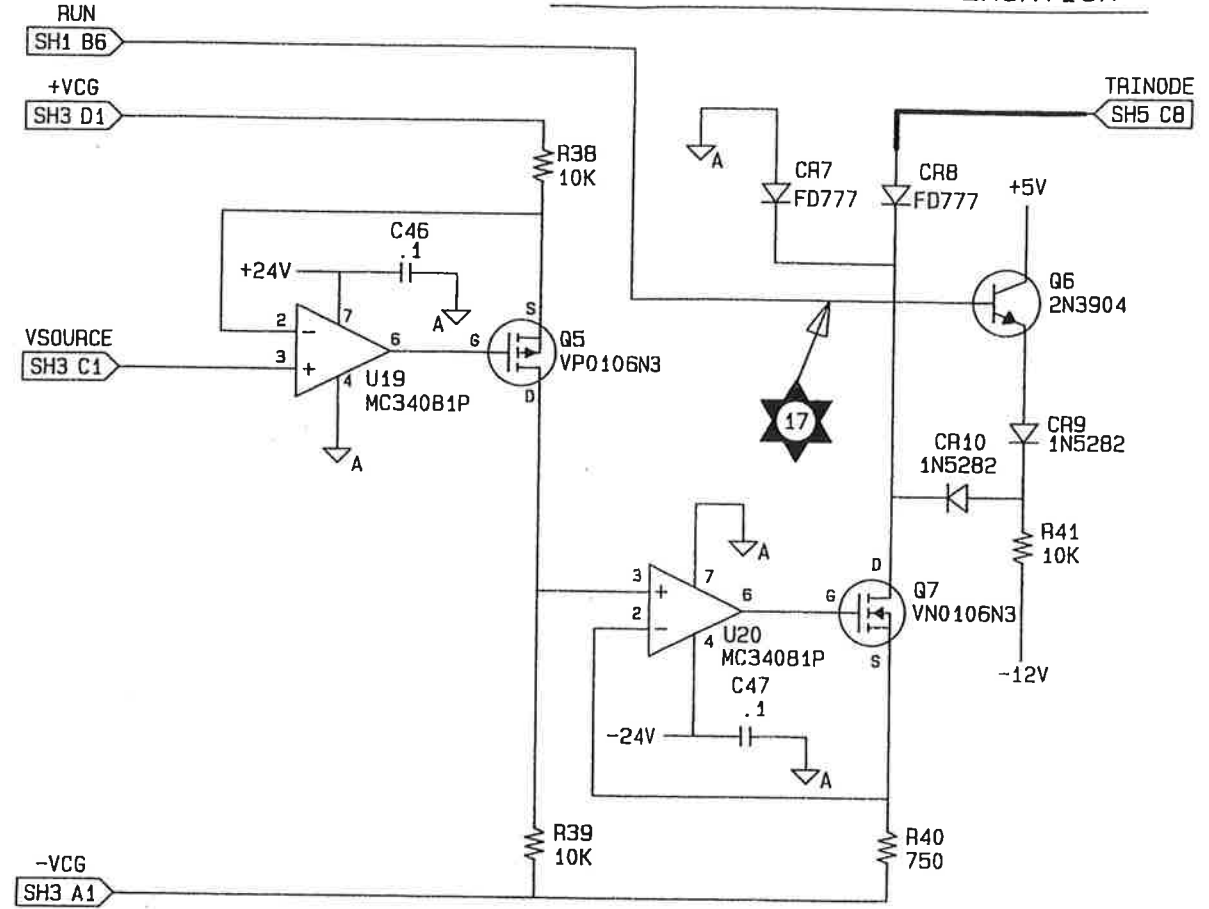 RUN
SH1 B6
+VCG
SH3 D1
R38
10K
C46
.1
+24V
A
7
2
-
3
+
6
4
VSOURCE
SH3 C1
U19
MC34081P
A
G
S
D
Q5
VP0106N3
A
CR7
FD777
CR8
FD777
TRINODE
SH5 C8
+5V
Q6
2N3904
17
CR9
1N5282
CR10
1N5282
R41
10K
-12V
A
7
3
+
2
-
6
4
U20
MC34081P
G
D
S
Q7
VN0106N3
C47
.1
-24V
A
R39
10K
R40
750
-VCG
SH3 A1